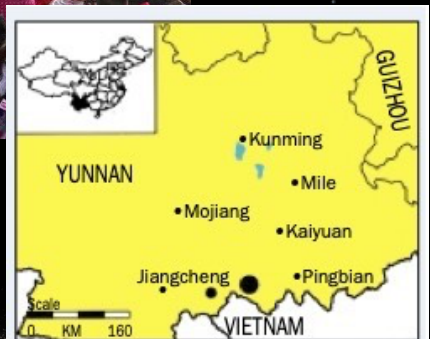 GUIZHOU
Kunming
YUNNAN
Mile
Mojiang
Kaiyuan
Jiangcheng
Pingbian
Scale
0 KM 160
VIETNAM